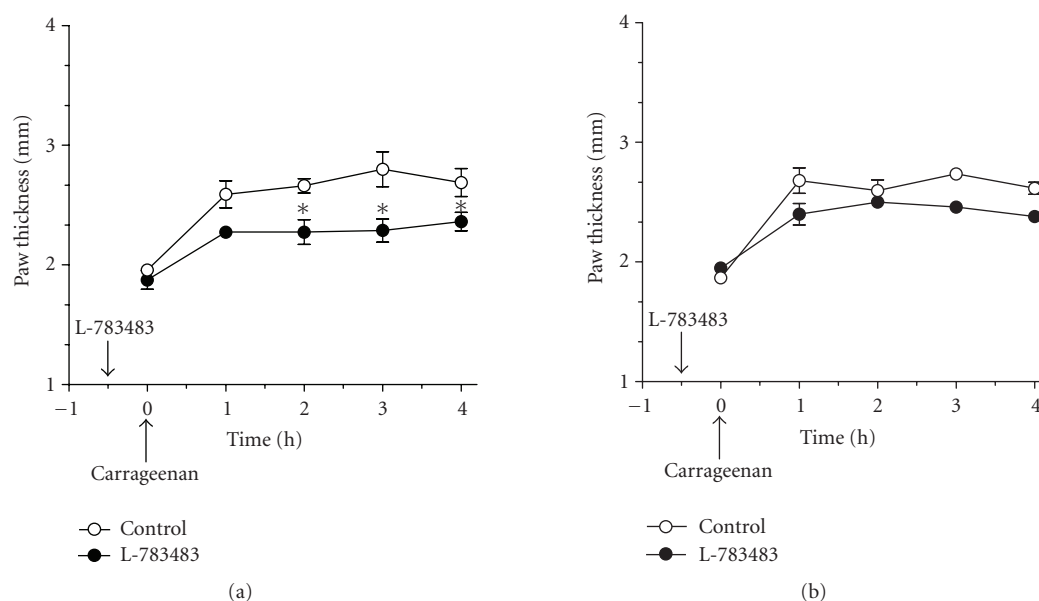 4
3
2
1
Paw thickness (mm)
L-783483
−1 0 1 2 3 4
Time (h)
Carrageenan
* * *
Control
L-783483
(a)
4
3
2
1
Paw thickness (mm)
L-783483
−1 0 1 2 3 4
Time (h)
Carrageenan
Control
L-783483
(b)